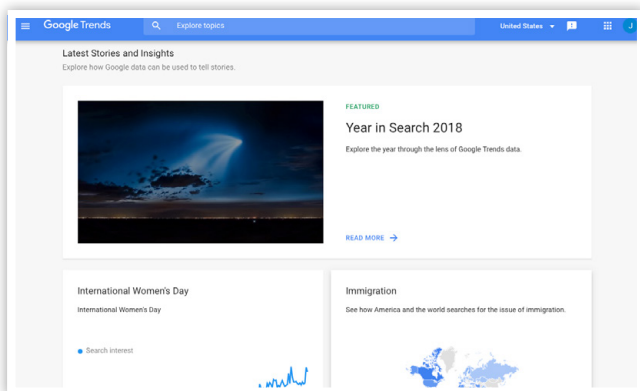 Google Trends
Explore topics
United States
J
Latest Stories and Insights
Explore how Google data can be used to tell stories.
FEATURED
Year in Search 2018
Explore the year through the lens of Google Trends data.
READ MORE
International Women's Day
International Women's Day
Search interest
Immigration
See how America and the world searches for the issue of immigration.